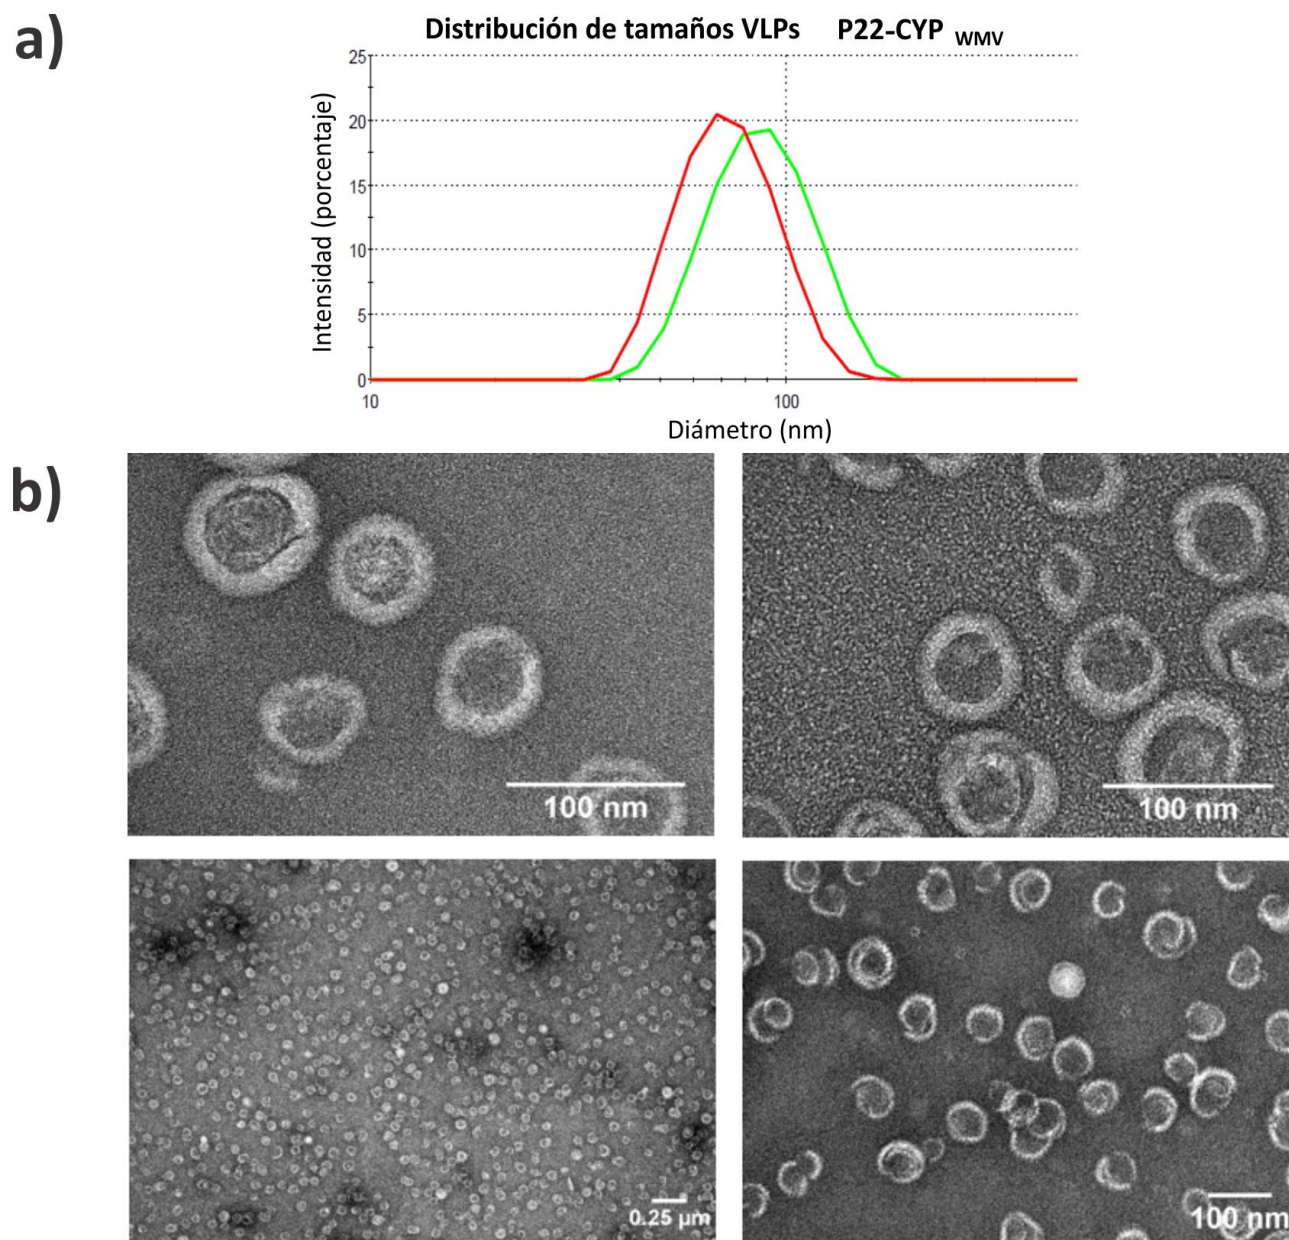 a)
Distribución de tamaños VLPs P22-CYP WMV
Intensidad (porcentaje)
25
20
15
10
5
0
10
100
Diámetro (nm)
b)
100 nm
100 nm
0.25 µm
100 nm